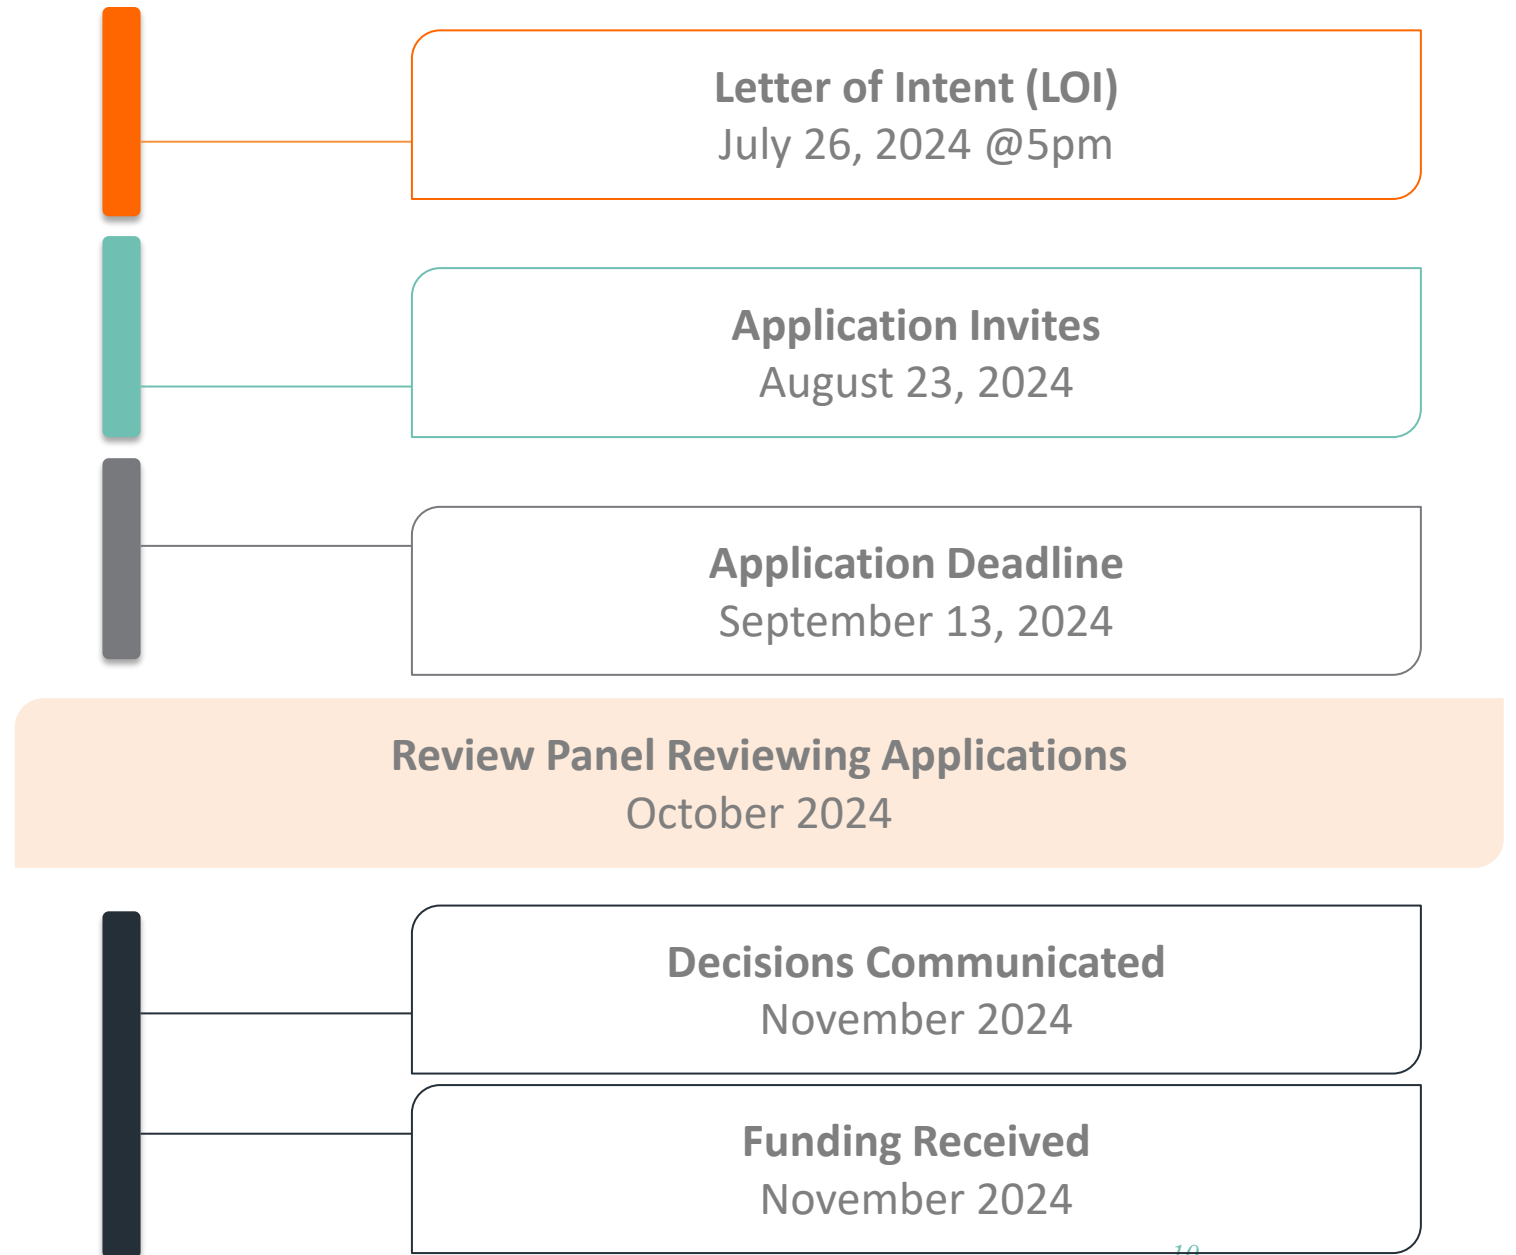 Letter of Intent (LOI)
July 26, 2024 @5pm
Application Invites
August 23, 2024
Application Deadline
September 13, 2024
Review Panel Reviewing Applications
October 2024
Decisions Communicated
November 2024
Funding Received
November 2024
10